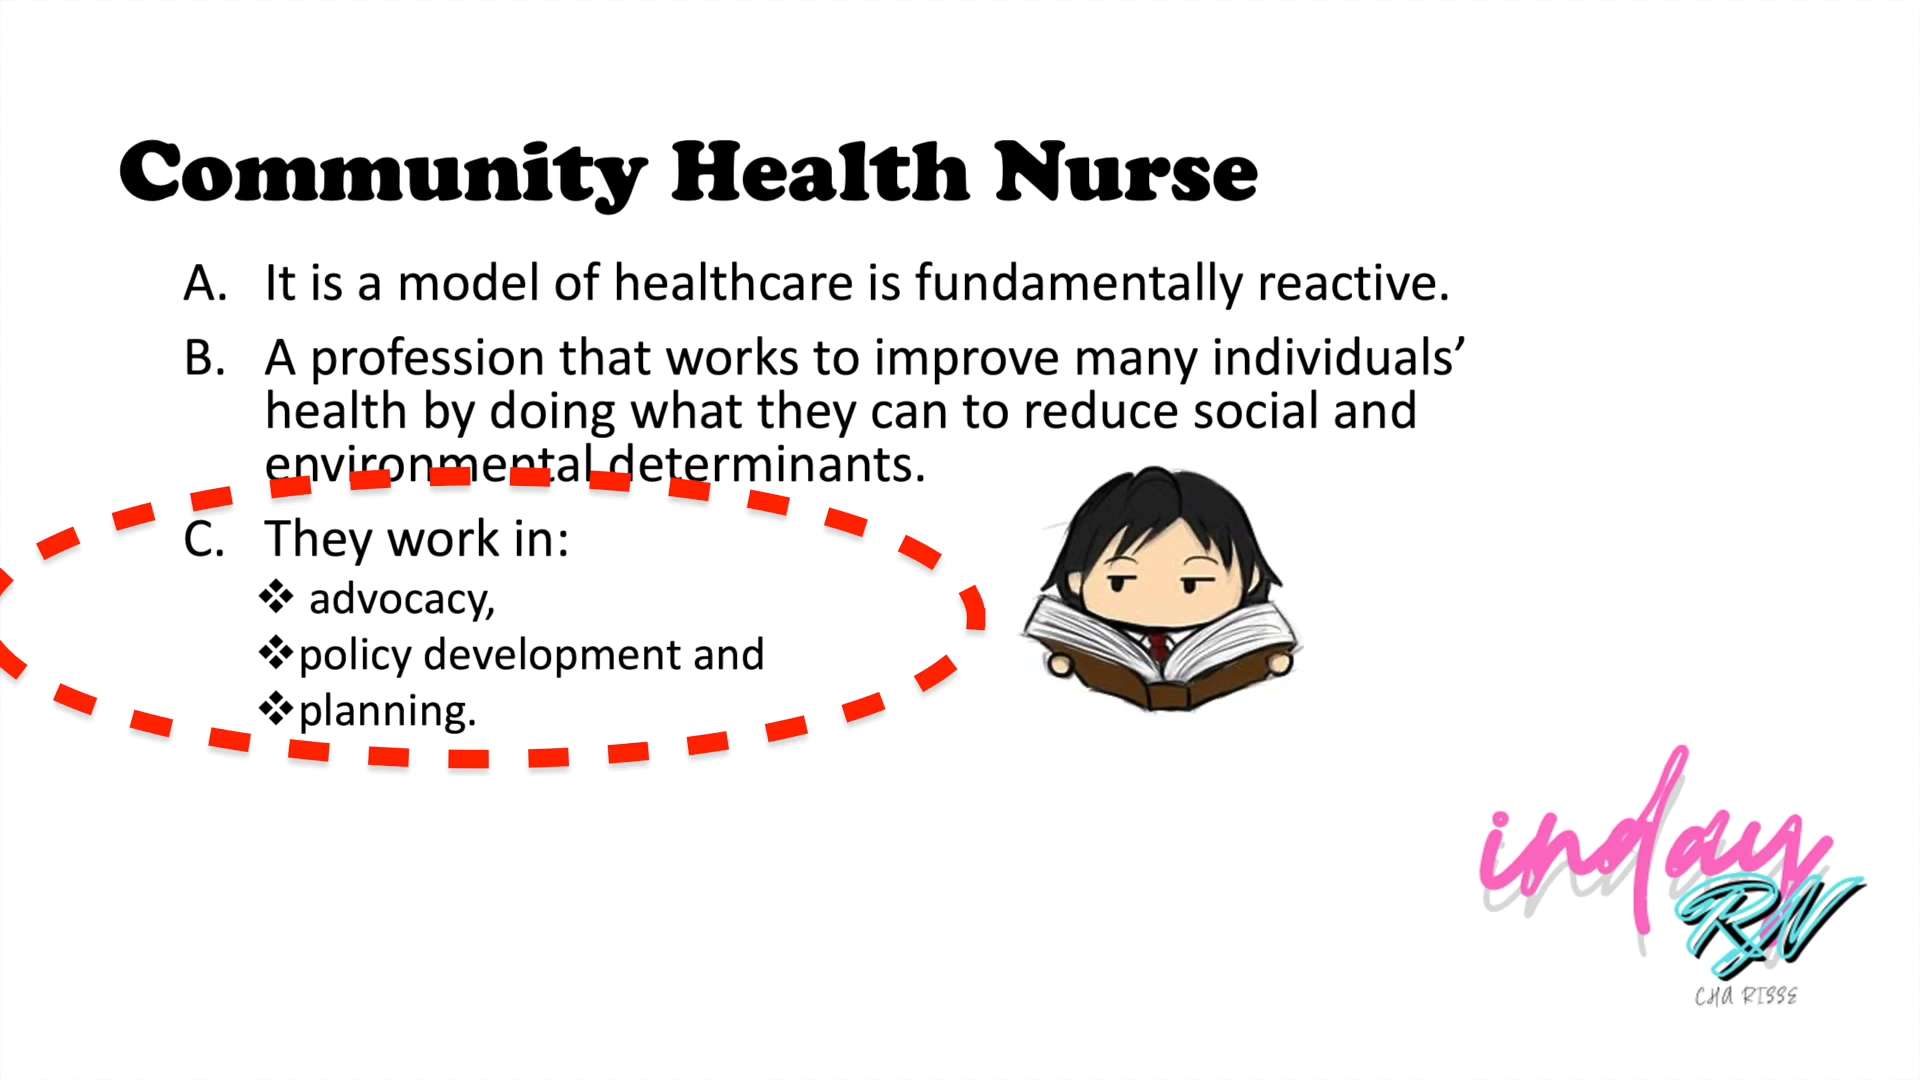 Community Health Nurse
A. It is a model of healthcare is fundamentally reactive.
B. A profession that works to improve many individuals’
health by doing what they can to reduce social and
environmental determinants.
C. They work in:
❖ advocacy,
❖policy development and
❖planning.
inday
RN
CHA RISSE